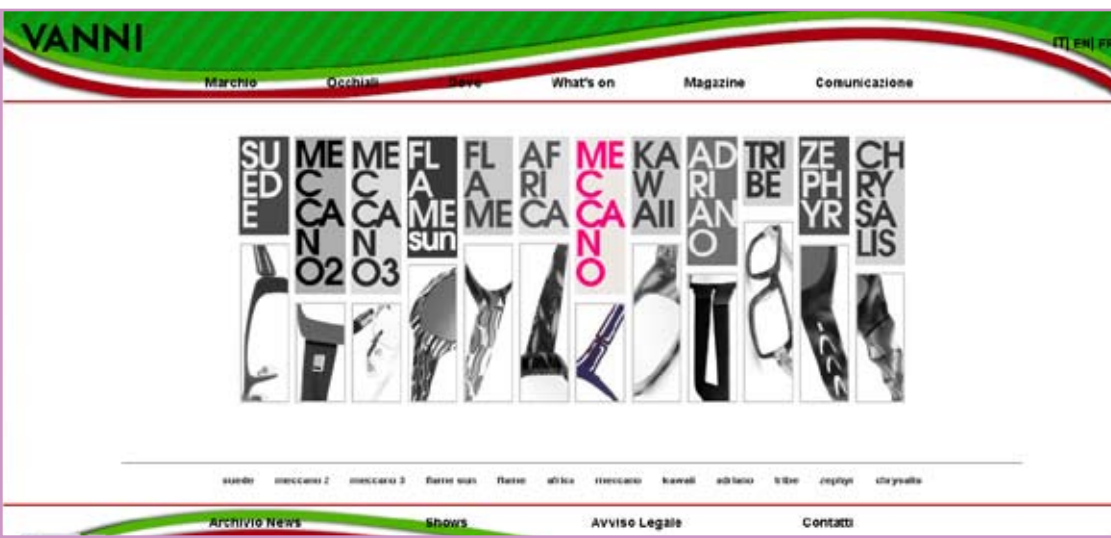 VANNI
IT| EN| FR
Marchio Occhiali Dove What's on Magazine Comunicazione
SU
ED
E
ME
C
CA
N
O2
ME
C
CA
N
O3
FL
A
ME
sun
FL
A
ME
AF
RI
CA
ME
C
CA
N
O
KA
W
AII
AD
RI
AN
O
TRI
BE
ZE
PH
YR
CH
RY
SA
LIS
suede meccano 2 meccano 3 flame sun flame africa meccano kawaii adriano tribe zephyr chrysalis
Archivio News Shows Avviso Legale Contatti